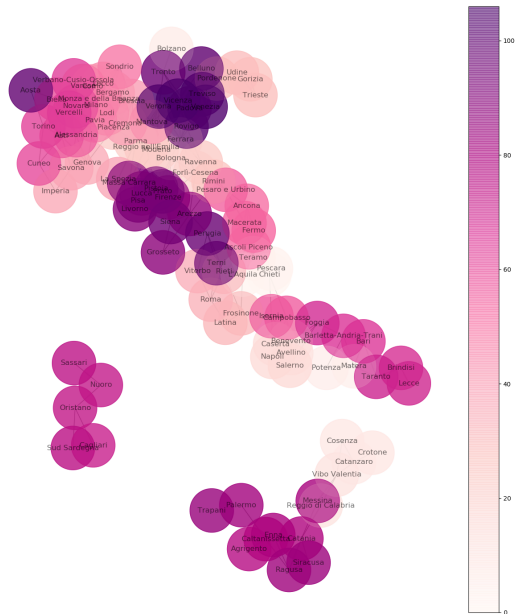 Bolzano
100
Sondrio
Trento
Belluno
Udine
Pordenone
Gorizia
Verbano-Cusio-Ossola
Aosta
Bergamo
Trieste
Monza e della Brianza
Milano
Novara
Vercelli
Lodi
Pavia
Cremona
Mantova
Verona
Torino
Piacenza
Alessandria
Ferrara
Parma
Reggio nell'Emilia
Modena
Bologna
Cuneo
Genova
Savona
Ravenna
Forlì-Cesena
80
La Spezia
Massa-Carrara
Rimini
Imperia
Pesaro e Urbino
Lucca
Firenze
Pisa
Livorno
Arezzo
Ancona
Siena
Macerata
Perugia
Fermo
Ascoli Piceno
Grosseto
Teramo
Terni
Pescara
60
Viterbo
Rieti
L'Aquila
Chieti
Roma
Frosinone
Isernia
Campobasso
Latina
Foggia
Barletta-Andria-Trani
Benevento
Bari
Caserta
Avellino
Napoli
Salerno
Potenza
Matera
Brindisi
Taranto
Lecce
40
Sassari
Nuoro
Oristano
Cosenza
Sud Sardegna
Cagliari
Crotone
Catanzaro
Vibo Valentia
20
Messina
Reggio di Calabria
Palermo
Trapani
Enna
Caltanissetta
Catania
Agrigento
Siracusa
Ragusa
0